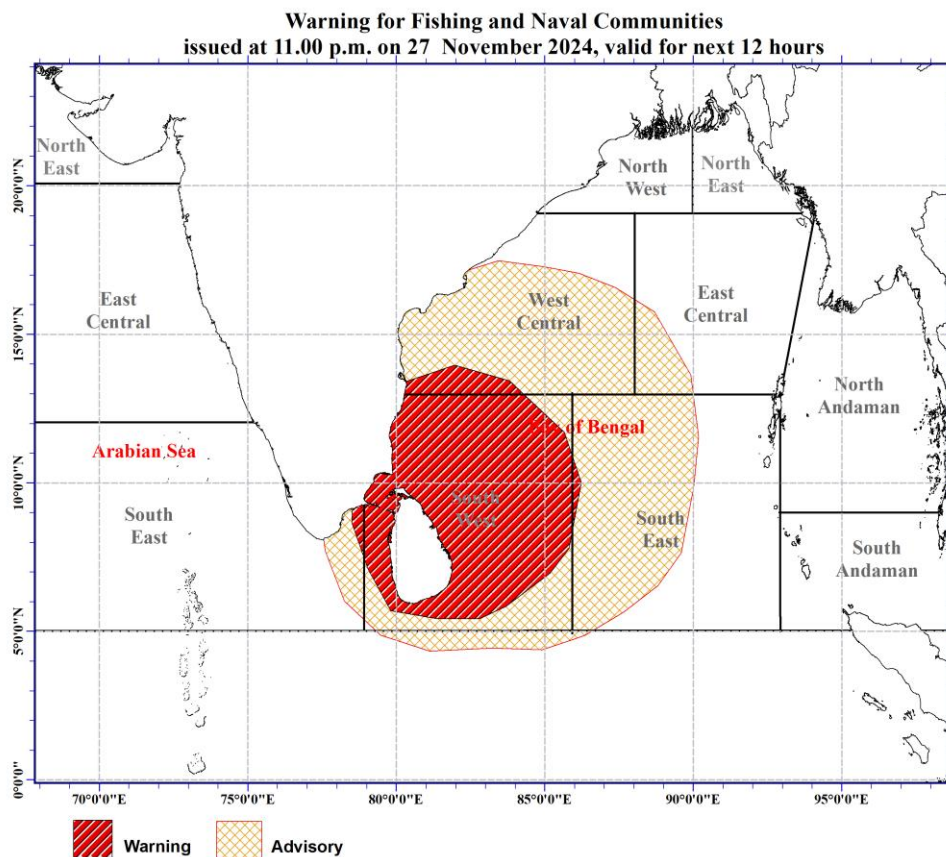 Warning for Fishing and Naval Communities
issued at 11.00 p.m. on 27 November 2024, valid for next 12 hours
North
East
North
West
North
East
20°0'0"N
East
Central
West
Central
East
Central
15°0'0"N
North
Andaman
Arabian Sea
of Bengal
10°0'0"N
South
East
South
West
South
East
South
Andaman
5°0'0"N
0°0'0"
70°0'0"E
75°0'0"E
80°0'0"E
85°0'0"E
90°0'0"E
95°0'0"E
Warning
Advisory